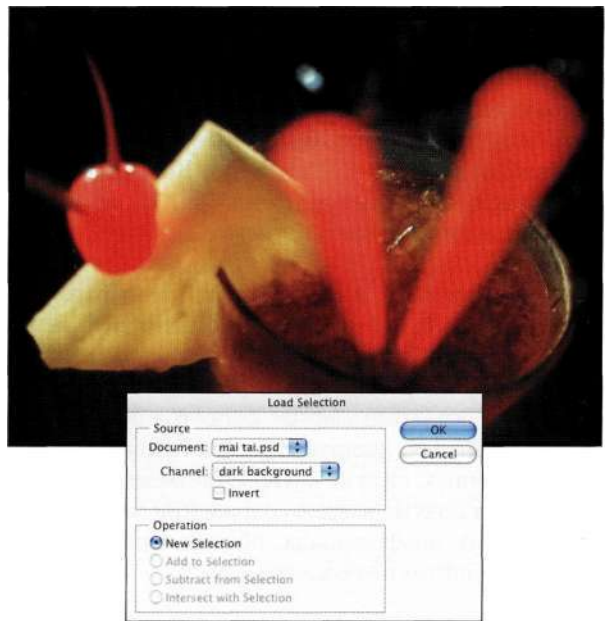 Load Selection
Source
Document: mai tai.psd
Channel: dark background
Invert
Operation
New Selection
Add to Selection
Subtract from Selection
Intersect with Selection
OK
Cancel